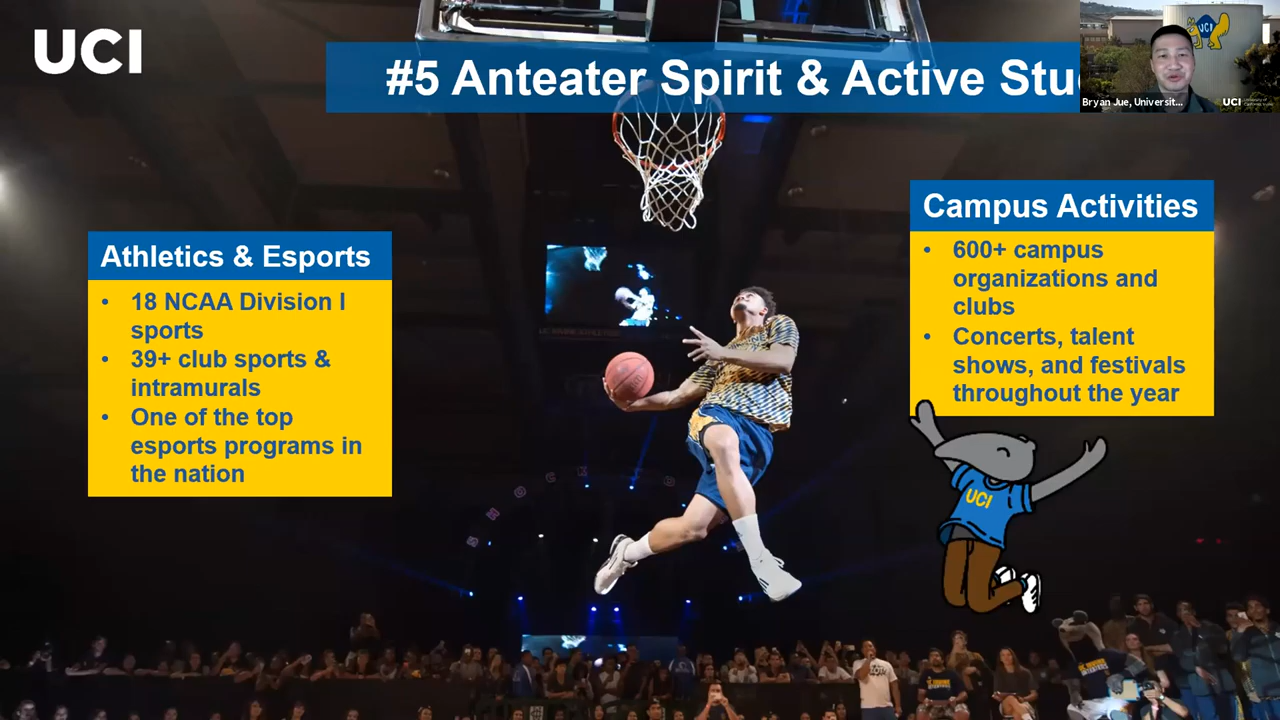 UCI
#5 Anteater Spirit & Active Stu
UCI
Bryan Jue, Universit...
UCI
Athletics & Esports
• 18 NCAA Division I
sports
• 39+ club sports &
intramurals
• One of the top
esports programs in
the nation
Campus Activities
• 600+ campus
organizations and
clubs
• Concerts, talent
shows, and festivals
throughout the year
UCI